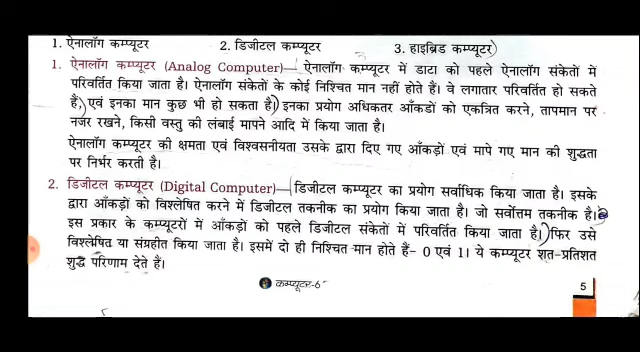 1. ऐनालॉग कम्प्यूटर 2. डिजीटल कम्प्यूटर 3. हाइब्रिड कम्प्यूटर
1. ऐनालॉग कम्प्यूटर (Analog Computer)— ऐनालॉग कम्प्यूटर में डाटा को पहले ऐनालॉग संकेतों में
परिवर्तित किया जाता है। ऐनालॉग संकेतों के कोई निश्चित मान नहीं होते हैं। वे लगातार परिवर्तित हो सकते
हैं, एवं इनका मान कुछ भी हो सकता है। इनका प्रयोग अधिकतर आँकडों को एकत्रित करने, तापमान पर
नजर रखने, किसी वस्तु की लंबाई मापने आदि में किया जाता है।
ऐनालॉग कम्प्यूटर की क्षमता एवं विश्वसनीयता उसके द्वारा दिए गए आँकड़ों एवं मापे गए मान की शुद्धता
पर निर्भर करती है।
2. डिजीटल कम्प्यूटर (Digital Computer)— डिजीटल कम्प्यूटर का प्रयोग सर्वाधिक किया जाता है। इसके
द्वारा आँकड़ों को विश्लेषित करने में डिजीटल तकनीक का प्रयोग किया जाता है। जो सर्वोत्तम तकनीक है।
इस प्रकार के कम्प्यूटरों में आँकड़ों को पहले डिजीटल संकेतों में परिवर्तित किया जाता है। फिर उसे
विश्लेषित या संग्रहीत किया जाता है। इसमें दो ही निश्चित मान होते हैं- 0 एवं 1। ये कम्प्यूटर शत-प्रतिशत
शुद्ध परिणाम देते हैं।
कम्प्यूटर-6
5